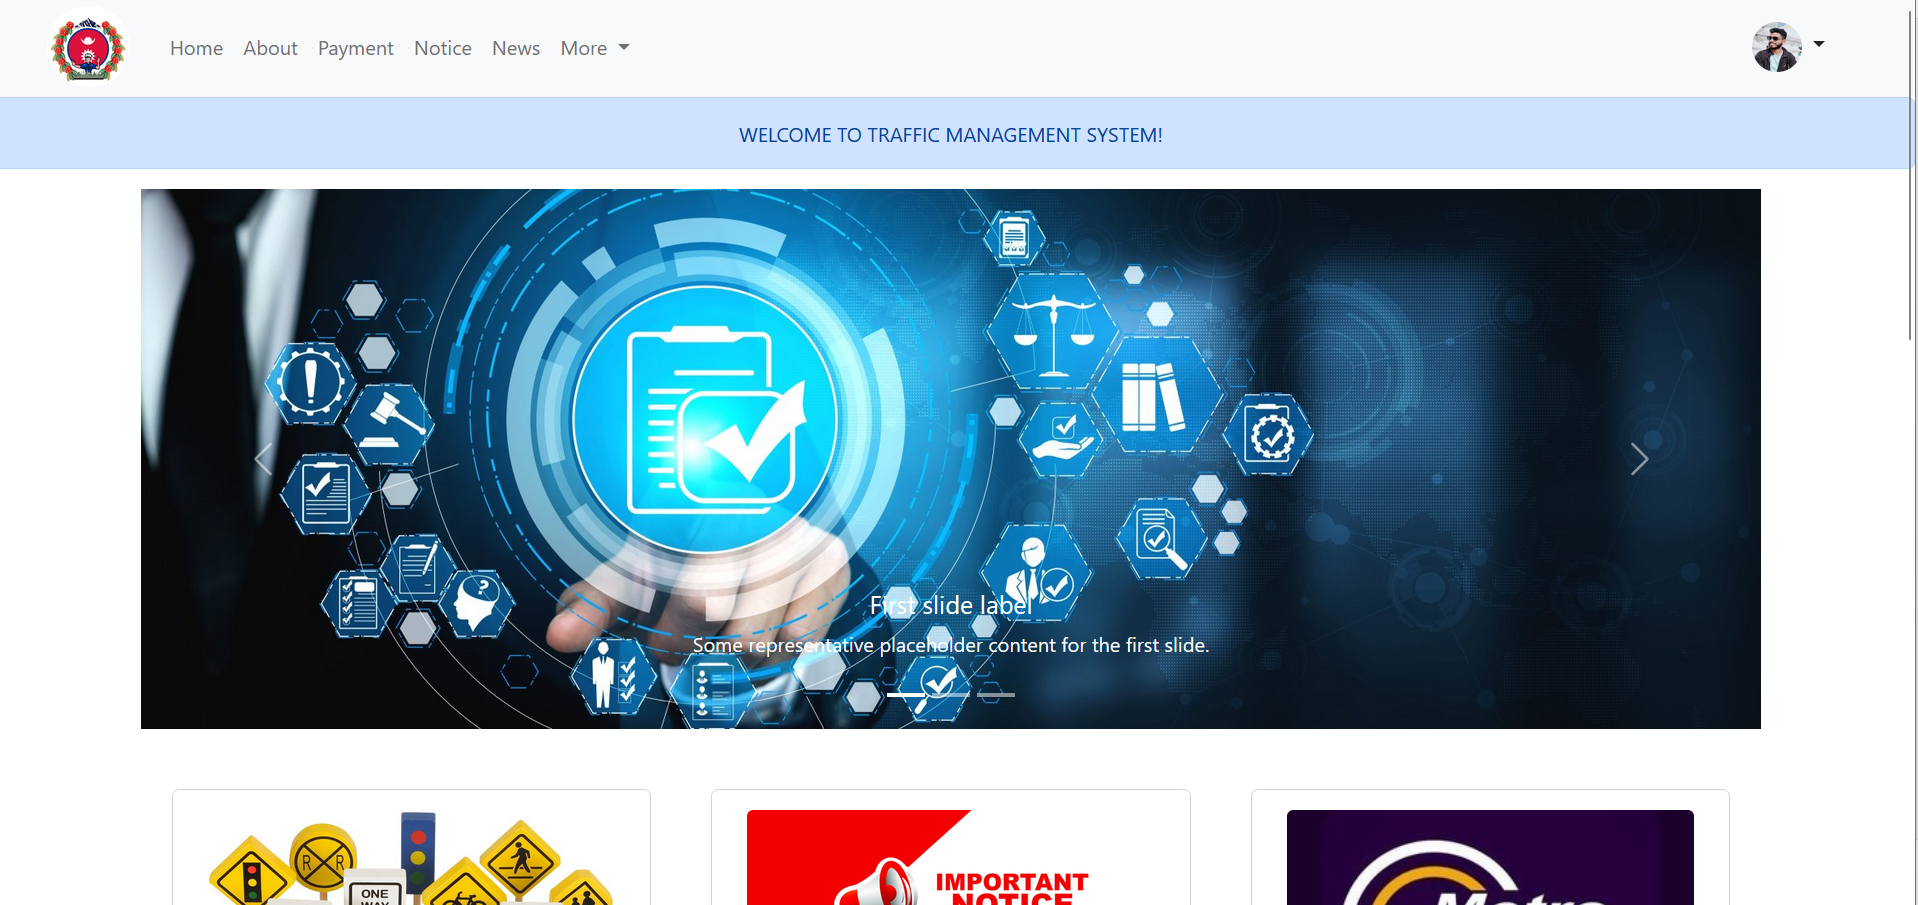 Home About Payment Notice News More
WELCOME TO TRAFFIC MANAGEMENT SYSTEM!
?
First slide label
Some representative placeholder content for the first slide.
R R
ONE
WAY
IMPORTANT
NOTICE
Metro